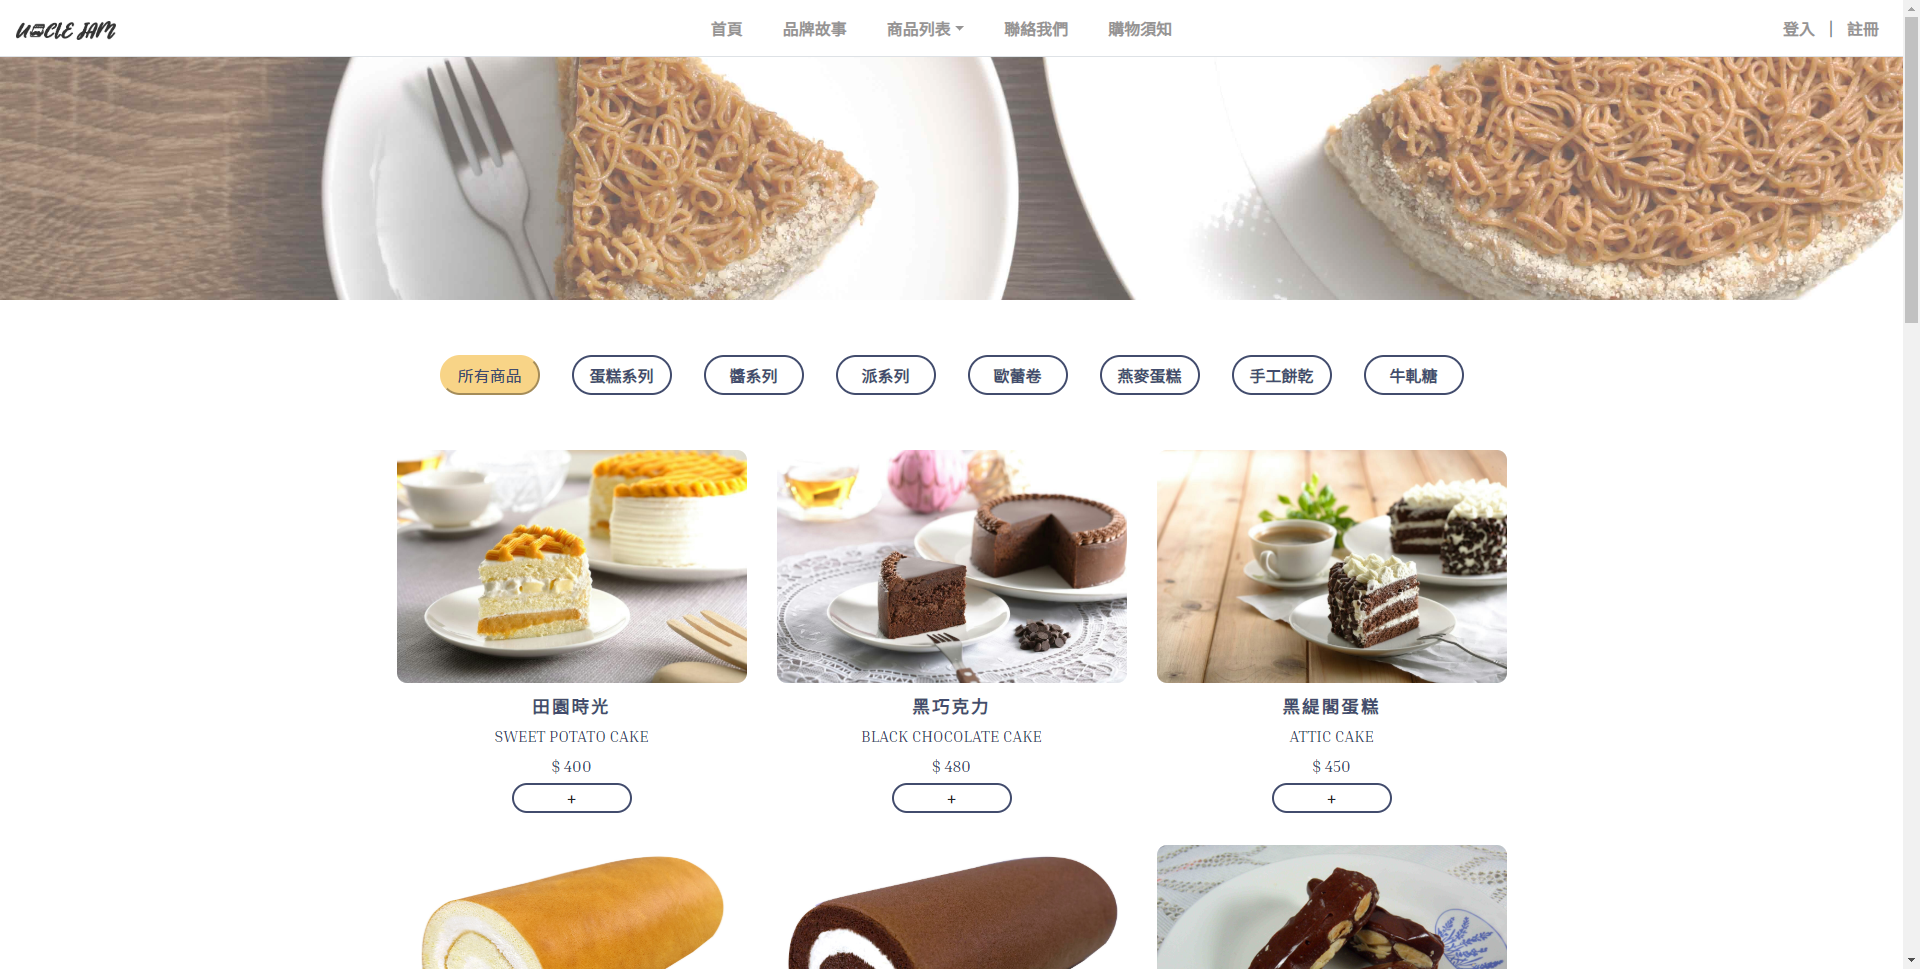 UNCLE JAM
首頁 品牌故事 商品列表 聯絡我們 購物須知
登入 | 註冊
所有商品 蛋糕系列 醬系列 派系列 歐蕾卷 燕麥蛋糕 手工餅乾 牛軋糖
田園時光
SWEET POTATO CAKE
$ 400
+
黑巧克力
BLACK CHOCOLATE CAKE
$ 480
+
黑緹閣蛋糕
ATTIC CAKE
$ 450
+